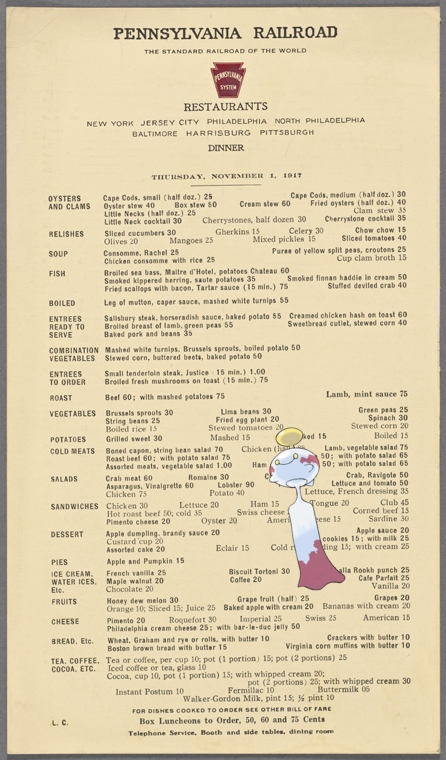 PENNSYLVANIA RAILROAD
THE STANDARD RAILROAD OF THE WORLD
PENNSYLVANIA
SYSTEM
RESTAURANTS
NEW YORK JERSEY CITY PHILADELPHIA NORTH PHILADELPHIA
BALTIMORE HARRISBURG PITTSBURGH
DINNER
THURSDAY, NOVEMBER 1, 1917
OYSTERS AND CLAMS
Cape Cods, small (half doz.) 25 Cape Cods, medium (half doz.) 30
Oyster stew 40 Box stew 50 Cream stew 60 Fried oysters (half doz.) 40
Little Necks (half doz.) 25 Clam stew 35
Little Neck cocktail 30 Cherrystones, half dozen 30 Cherrystone cocktail 35
RELISHES
Sliced cucumbers 30 Gherkins 15 Celery 30 Chow chow 15
Olives 20 Mangoes 25 Mixed pickles 15 Sliced tomatoes 40
SOUP
Consomme, Rachel 25 Puree of yellow split peas, croutons 25
Chicken consomme with rice 25 Cup clam broth 15
FISH
Broiled sea bass, Maitre d'Hotel, potatoes Chateau 60
Smoked kippered herring, saute potatoes 35 Smoked finnan haddie in cream 50
Fried scallops with bacon, Tartar sauce (15 min.) 75 Stuffed deviled crab 40
BOILED
Leg of mutton, caper sauce, mashed white turnips 55
ENTREES READY TO SERVE
Salisbury steak, horseradish sauce, baked potato 55 Creamed chicken hash on toast 60
Broiled breast of lamb, green peas 55 Sweetbread cutlet, stewed corn 40
Baked pork and beans 35
COMBINATION VEGETABLES
Mashed white turnips, Brussels sprouts, boiled potato 50
Stewed corn, buttered beets, baked potato 50
ENTREES TO ORDER
Small tenderloin steak, Justice (15 min.) 1.00
Broiled fresh mushrooms on toast (15 min.) 75
ROAST
Beef 60; with mashed potatoes 75 Lamb, mint sauce 75
VEGETABLES
Brussels sprouts 30 Lima beans 30 Green peas 25
String beans 25 Fried egg plant 20 Spinach 30
Boiled rice 15 Stewed tomatoes 20 Stewed corn 20
POTATOES
Grilled sweet 30 Mashed 15 ked 15 Boiled 15
COLD MEATS
Boned capon, string bean salad 70 Chicken Lamb, vegetable salad 75
Roast beef 60; with potato salad 75 50; with potato salad 65
Assorted meats, vegetable salad 1.00 Ham 50; with potato salad 65
SALADS
Crab meat 60 Romaine 30 Crab, Ravigote 50
Asparagus, Vinaigrette 60 Lobster 90 Lettuce and tomato 50
Chicken 75 Potato 40 Lettuce, French dressing 35
SANDWICHES
Chicken 30 Lettuce 20 Ham 15 Tongue 20 Club 45
Hot roast beef 50; cold 35 Swiss cheese Corned beef 15
Pimento cheese 20 Oyster 20 Ameri ese 15 Sardine 30
DESSERT
Apple dumpling, brandy sauce 20 Apple sauce 20
Custard cup 20 cookies 15; with milk 25
Assorted cake 20 Eclair 15 Cold ding 15; with cream 25
PIES
Apple and Pumpkin 15
ICE CREAM, WATER ICES, Etc.
French vanilla 25 Biscuit Tortoni 30 alla Rookh punch 25
Maple walnut 20 Coffee 20 Cafe Parfait 25
Chocolate 20 Vanilla 20
FRUITS
Honey dew melon 30 Grape fruit (half) 25 Grapes 20
Orange 10; Sliced 15; Juice 25 Baked apple with cream 20 Bananas with cream 20
CHEESE
Pimento 20 Roquefort 30 Imperial 25 Swiss 25 American 15
Philadelphia cream cheese 25; with bar-le-duc jelly 50
BREAD, Etc.
Wheat, Graham and rye or rolls, with butter 10 Crackers with butter 10
Boston brown bread with butter 15 Virginia corn muffins with butter 10
TEA, COFFEE, COCOA, ETC.
Tea or coffee, per cup 10; pot (1 portion) 15; pot (2 portions) 25
Iced coffee or tea, glass 10
Cocoa, cup 10, pot (1 portion) 15; with whipped cream 20;
pot (2 portions) 25; with whipped cream 30
Instant Postum 10 Fermillac 10 Buttermilk 05
Walker-Gordon Milk, pint 15; ½ pint 10
FOR DISHES COOKED TO ORDER SEE OTHER BILL OF FARE
L. C. Box Luncheons to Order, 50, 60 and 75 Cents
Telephone Service, Booth and side tables, dining room